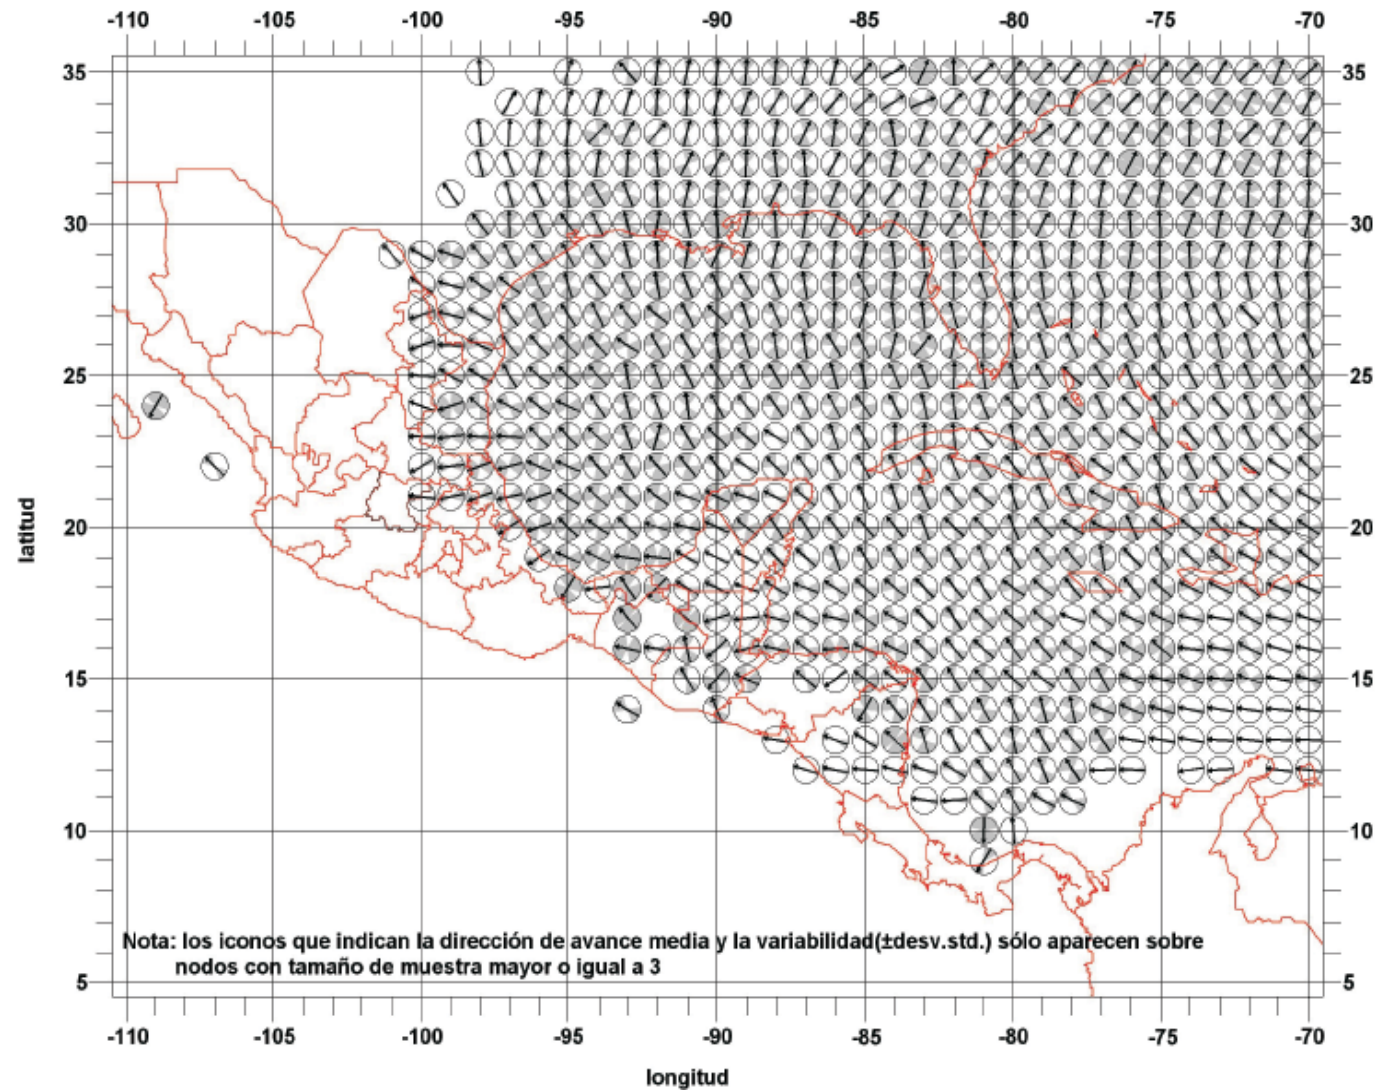 -110 -105 -100 -95 -90 -85 -80 -75 -70
35 35
30 30
25 25
20 20
15 15
10 10
5 5
latitud
Nota: los iconos que indican la dirección de avance media y la variabilidad(±desv.std.) sólo aparecen sobre
nodos con tamaño de muestra mayor o igual a 3
-110 -105 -100 -95 -90 -85 -80 -75 -70
longitud